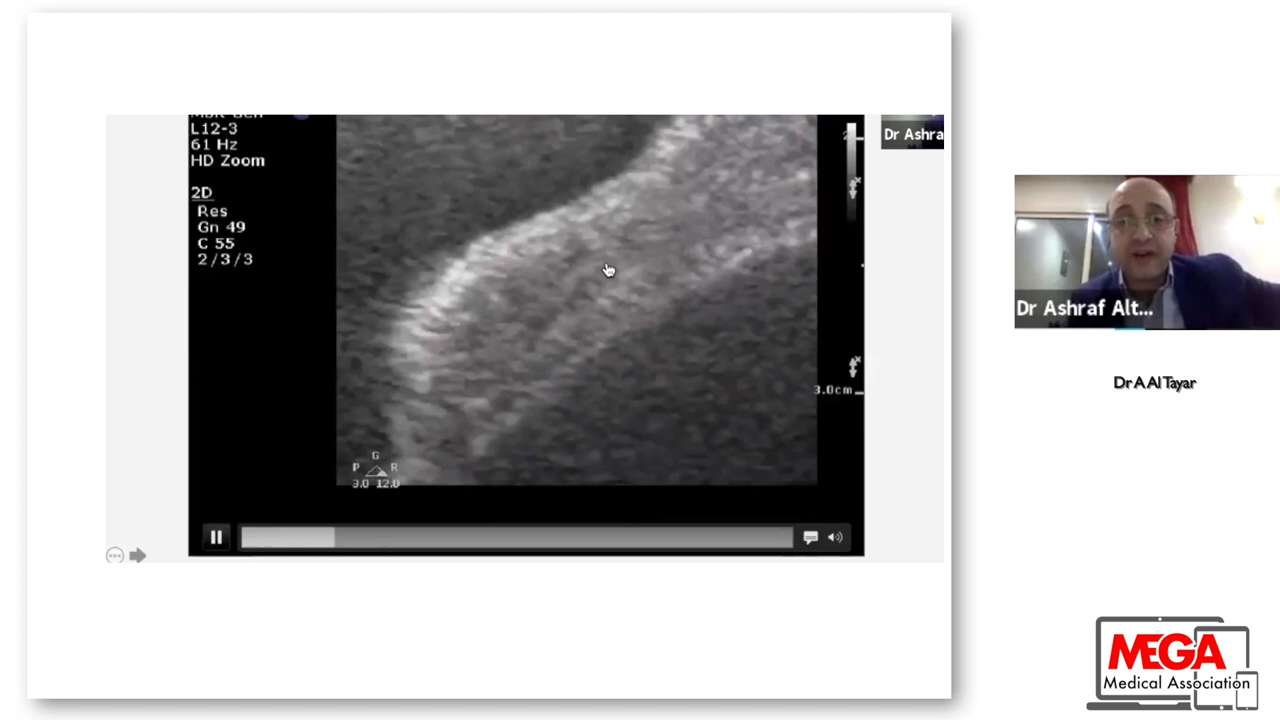 L12-3
61 Hz
HD Zoom
2D
Res
Gn 49
C 55
2/3/3
G
P R
3.0 12.0
3.0cm
Dr Ashra
Dr Ashraf Alt...
Dr A Al Tayar
MEGA
Medical Association